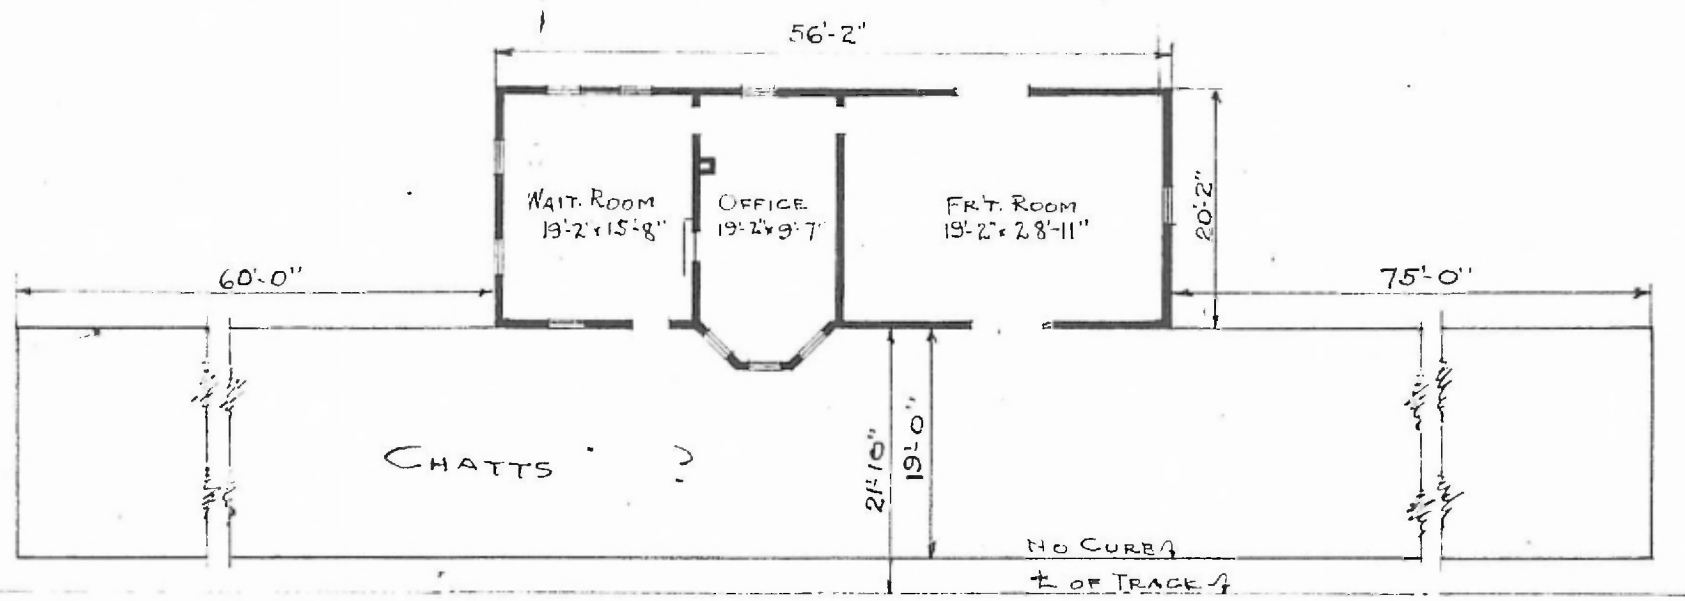 56'-2"
WAIT. ROOM
19'-2" x 15'-8"
OFFICE
19'-2" x 9'-7"
FR'T. ROOM
19'-2" x 28'-11"
20'-2"
60'-0"
75'-0"
CHATTS ?
21'-10"
19'-0"
NO CURB
℄ OF TRACK